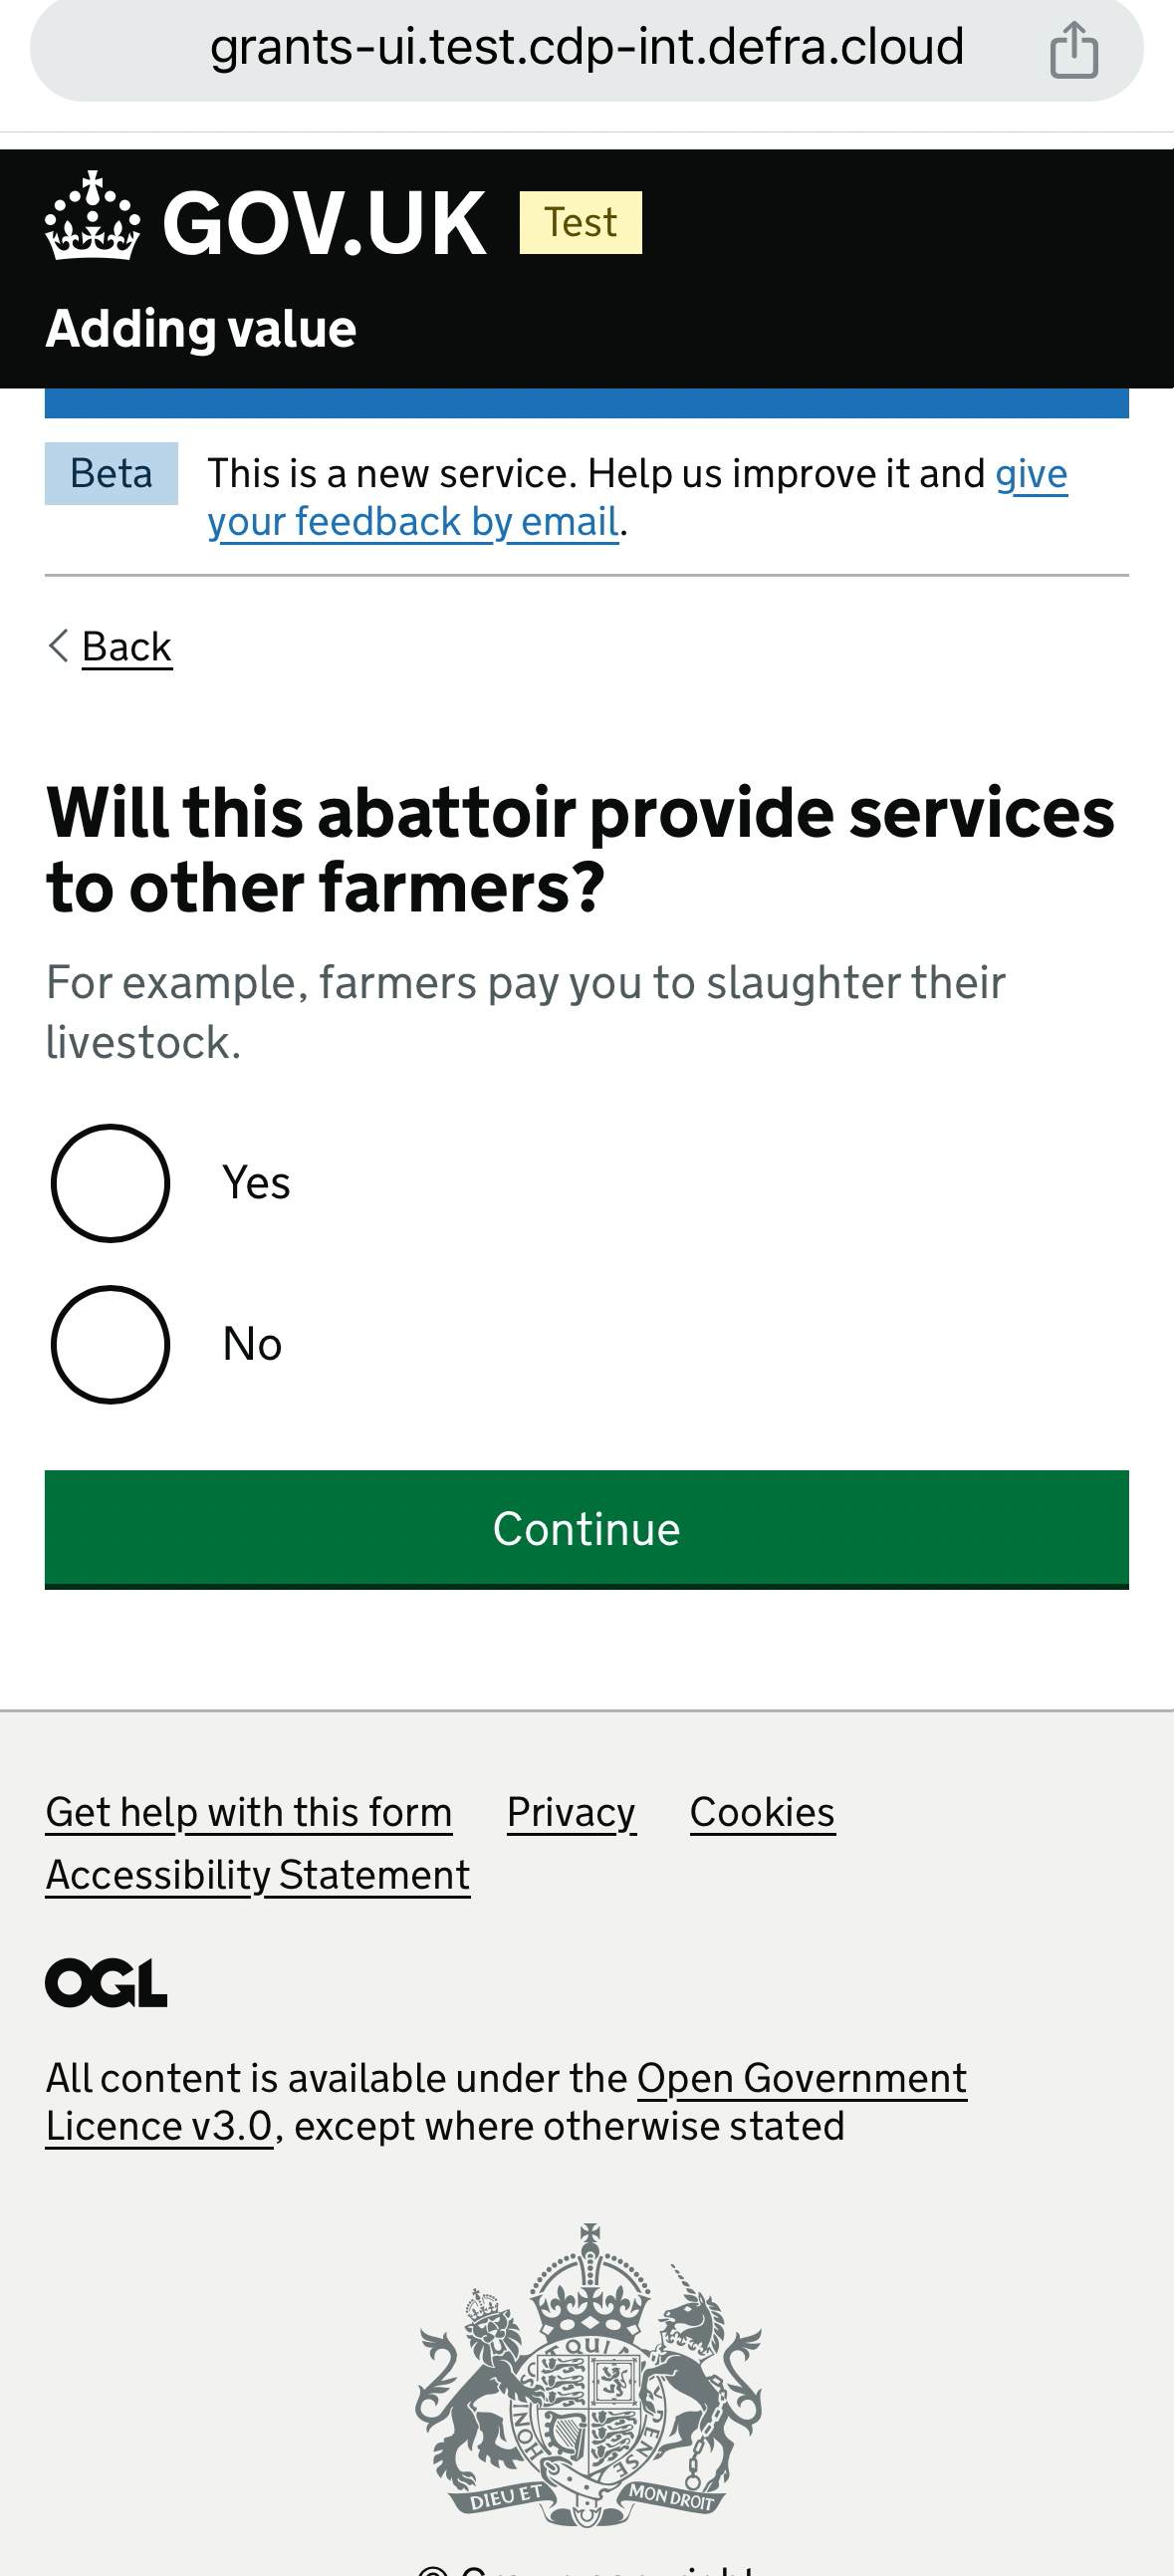 grants-ui.test.cdp-int.defra.cloud
GOV.UK Test
Adding value
Beta This is a new service. Help us improve it and give
your feedback by email.
Back
Will this abattoir provide services
to other farmers?
For example, farmers pay you to slaughter their
livestock.
Yes
No
Continue
Get help with this form Privacy Cookies
Accessibility Statement
OGL
All content is available under the Open Government
Licence v3.0, except where otherwise stated
QUI
HONI
PENSE
DIEU ET MON DROIT
© Crown copyright